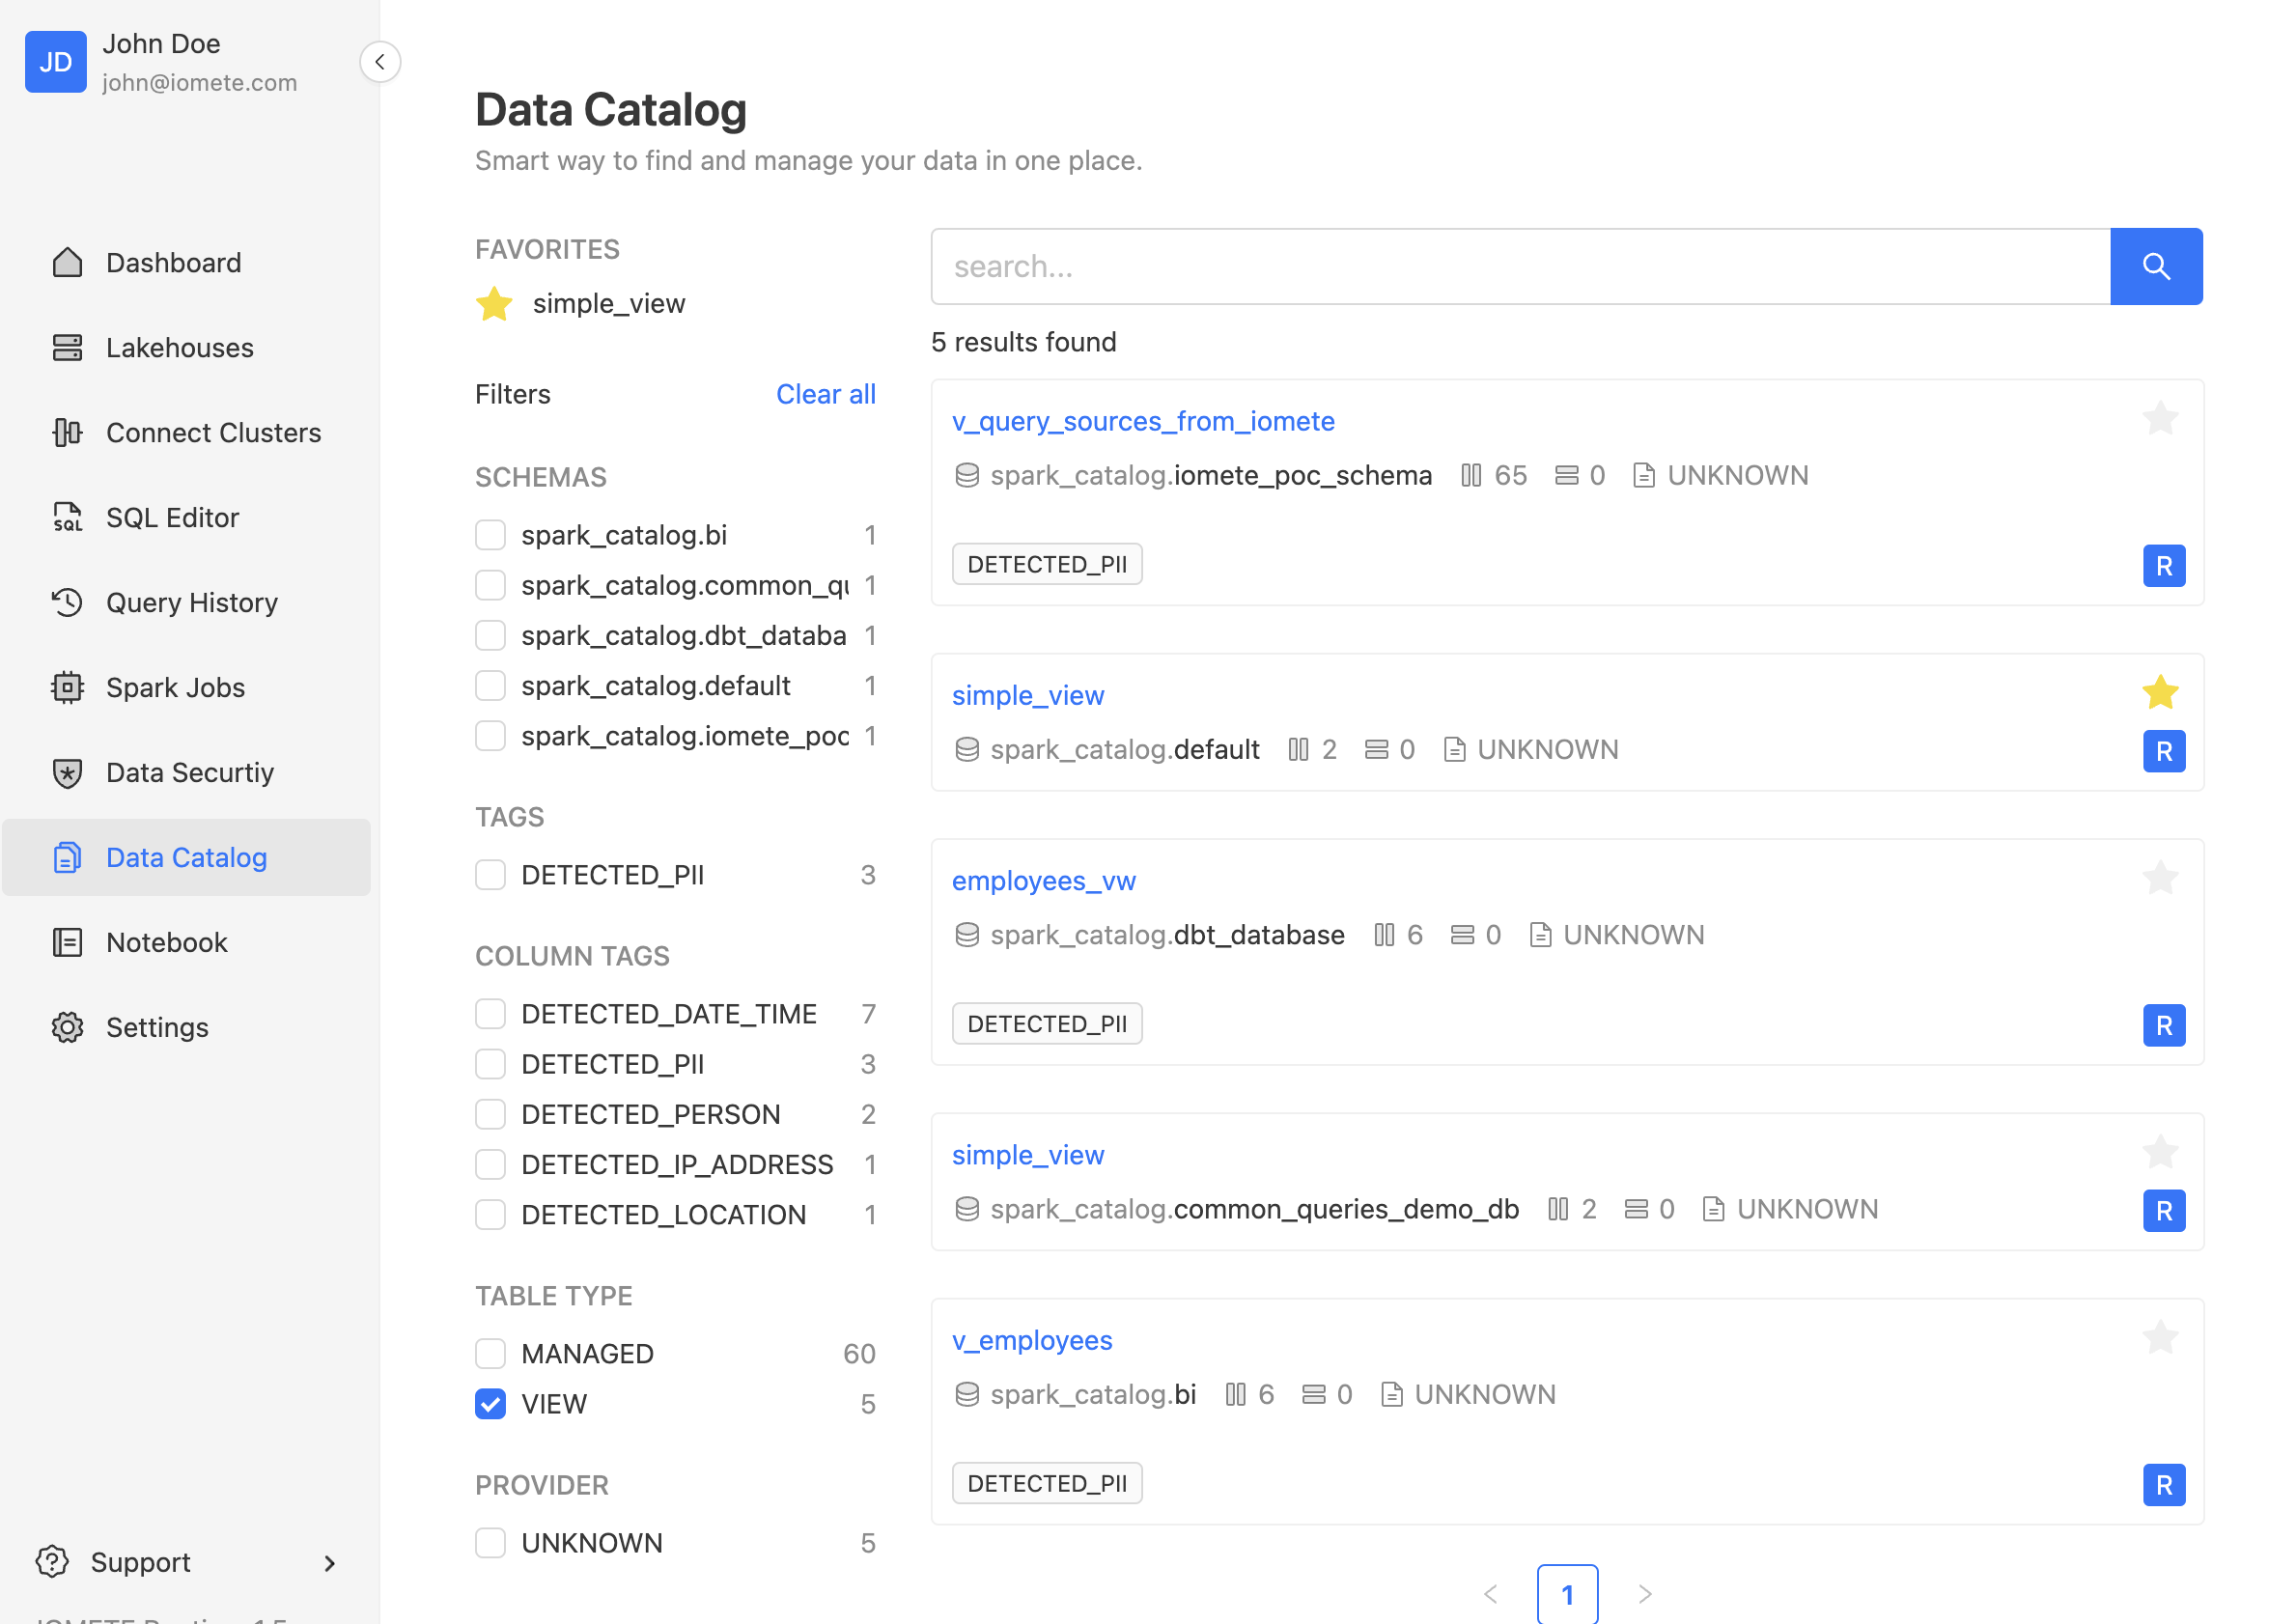 JD
John Doe
john@iomete.com
Dashboard
Lakehouses
Connect Clusters
SQL
SQL Editor
Query History
Spark Jobs
Data Securtiy
Data Catalog
Notebook
Settings
Support
Data Catalog
Smart way to find and manage your data in one place.
FAVORITES
simple_view
Filters Clear all
SCHEMAS
spark_catalog.bi 1
spark_catalog.common_qu 1
spark_catalog.dbt_databa 1
spark_catalog.default 1
spark_catalog.iomete_poc 1
TAGS
DETECTED_PII 3
COLUMN TAGS
DETECTED_DATE_TIME 7
DETECTED_PII 3
DETECTED_PERSON 2
DETECTED_IP_ADDRESS 1
DETECTED_LOCATION 1
TABLE TYPE
MANAGED 60
VIEW 5
PROVIDER
UNKNOWN 5
search...
5 results found
v_query_sources_from_iomete
spark_catalog.iomete_poc_schema 65 0 UNKNOWN
DETECTED_PII R
simple_view
spark_catalog.default 2 0 UNKNOWN R
employees_vw
spark_catalog.dbt_database 6 0 UNKNOWN
DETECTED_PII R
simple_view
spark_catalog.common_queries_demo_db 2 0 UNKNOWN R
v_employees
spark_catalog.bi 6 0 UNKNOWN
DETECTED_PII R
< 1 >